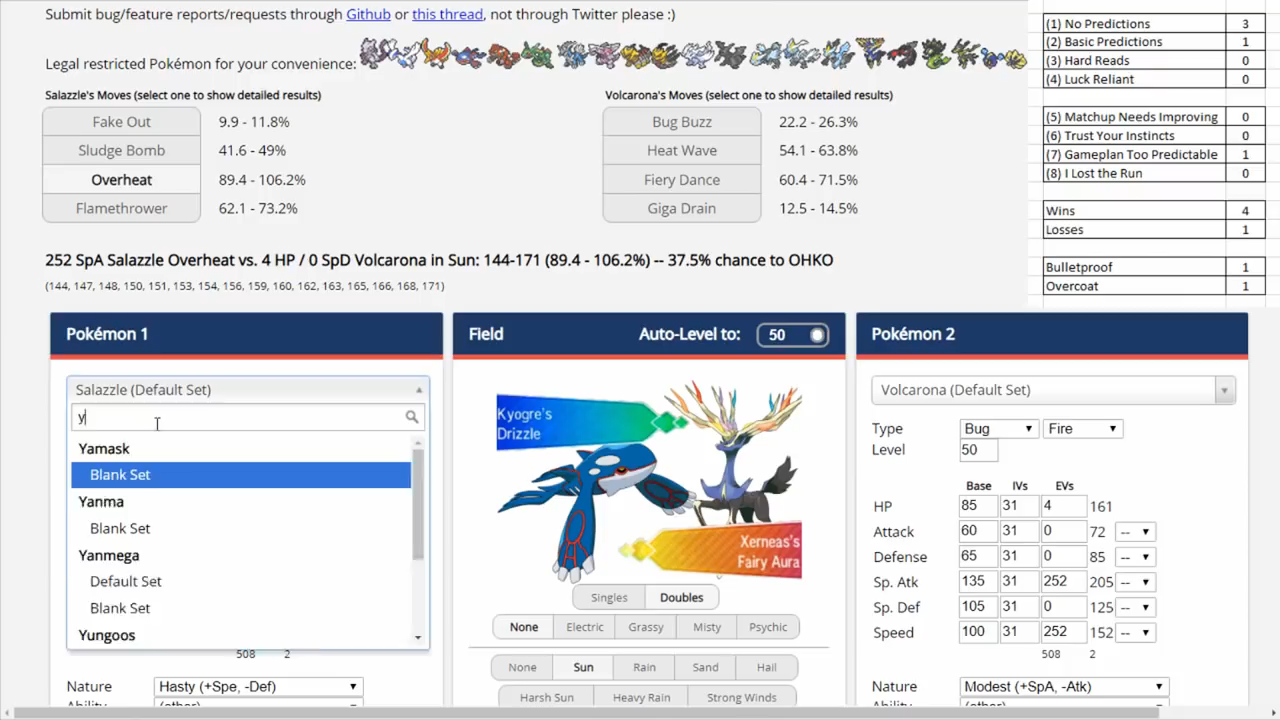 Submit bug/feature reports/requests through Github or this thread, not through Twitter please :)
Legal restricted Pokémon for your convenience:
Salazzle's Moves (select one to show detailed results)
Fake Out 9.9 - 11.8%
Sludge Bomb 41.6 - 49%
Overheat 89.4 - 106.2%
Flamethrower 62.1 - 73.2%
Volcarona's Moves (select one to show detailed results)
Bug Buzz 22.2 - 26.3%
Heat Wave 54.1 - 63.8%
Fiery Dance 60.4 - 71.5%
Giga Drain 12.5 - 14.5%
(1) No Predictions 3
(2) Basic Predictions 1
(3) Hard Reads 0
(4) Luck Reliant 0
(5) Matchup Needs Improving 0
(6) Trust Your Instincts 0
(7) Gameplan Too Predictable 1
(8) I Lost the Run 0
Wins 4
Losses 1
Bulletproof 1
Overcoat 1
252 SpA Salazzle Overheat vs. 4 HP / 0 SpD Volcarona in Sun: 144-171 (89.4 - 106.2%) -- 37.5% chance to OHKO
(144, 147, 148, 150, 151, 153, 154, 156, 159, 160, 162, 163, 165, 166, 168, 171)
Pokémon 1
Salazzle (Default Set)
y
Yamask
Blank Set
Yanma
Blank Set
Yanmega
Default Set
Blank Set
Yungoos
508 2
Nature Hasty (+Spe, -Def)
Ability (other)
Field Auto-Level to: 50
Kyogre's
Drizzle
Xerneas's
Fairy Aura
Singles Doubles
None Electric Grassy Misty Psychic
None Sun Rain Sand Hail
Harsh Sun Heavy Rain Strong Winds
Pokémon 2
Volcarona (Default Set)
Type Bug Fire
Level 50
Base IVs EVs
HP 85 31 4 161
Attack 60 31 0 72 --
Defense 65 31 0 85 --
Sp. Atk 135 31 252 205 --
Sp. Def 105 31 0 125 --
Speed 100 31 252 152 --
508 2
Nature Modest (+SpA, -Atk)
Ability (other)